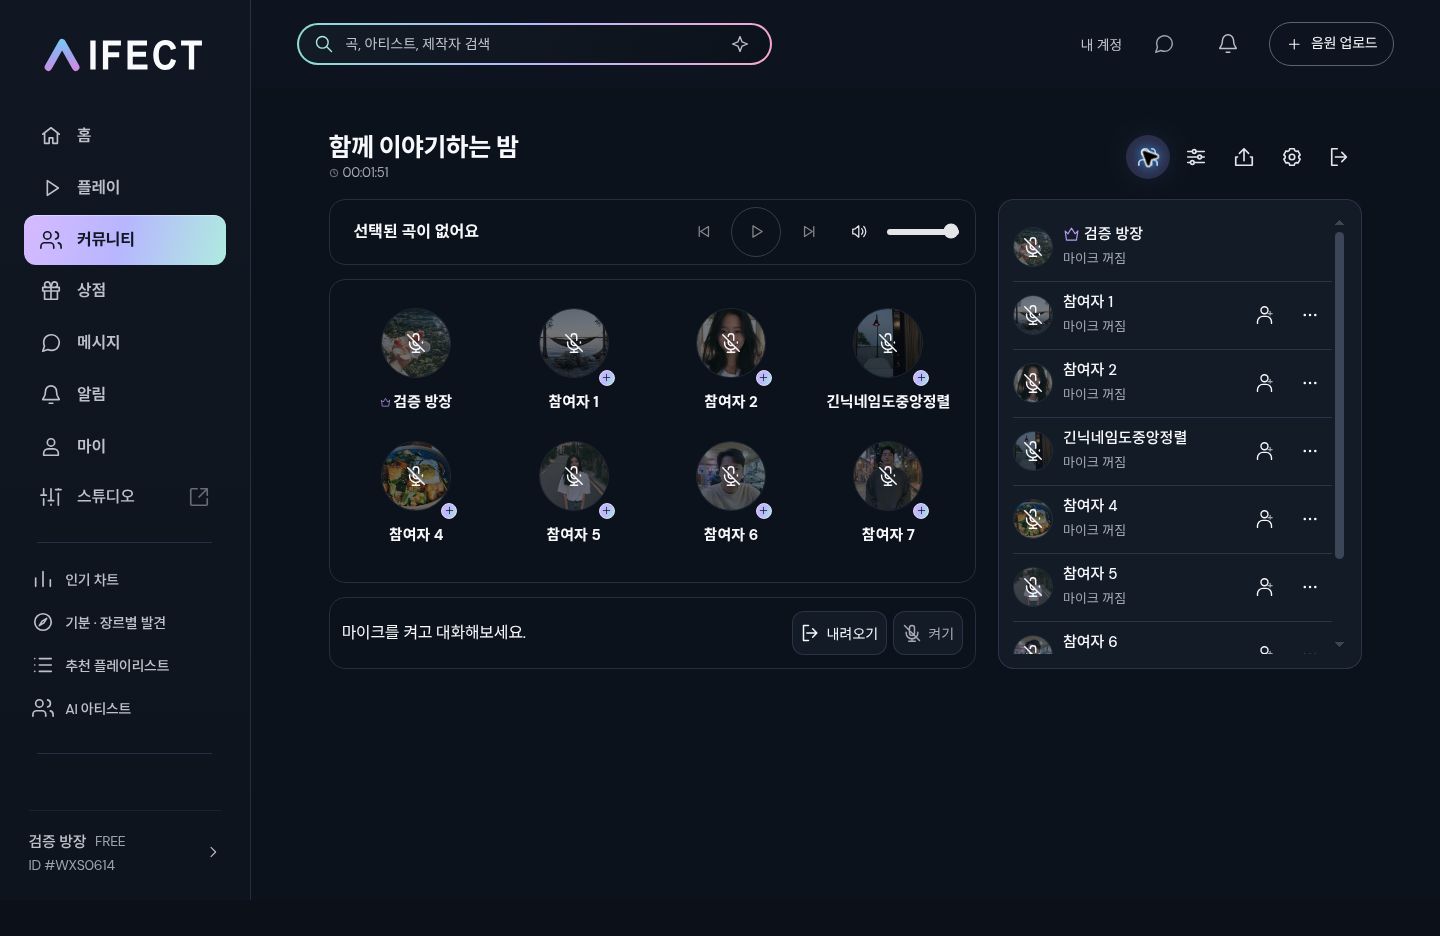 AIFECT
곡, 아티스트, 제작자 검색
내 계정
음원 업로드
홈
플레이
커뮤니티
상점
메시지
알림
마이
스튜디오
인기 차트
기분 · 장르별 발견
추천 플레이리스트
AI 아티스트
검증 방장 FREE
ID #WXS0614
함께 이야기하는 밤
00:01:51
선택된 곡이 없어요
검증 방장
참여자 1
참여자 2
긴닉네임도중앙정렬
참여자 4
참여자 5
참여자 6
참여자 7
마이크를 켜고 대화해보세요.
내려오기
켜기
검증 방장
마이크 꺼짐
참여자 1
마이크 꺼짐
참여자 2
마이크 꺼짐
긴닉네임도중앙정렬
마이크 꺼짐
참여자 4
마이크 꺼짐
참여자 5
마이크 꺼짐
참여자 6